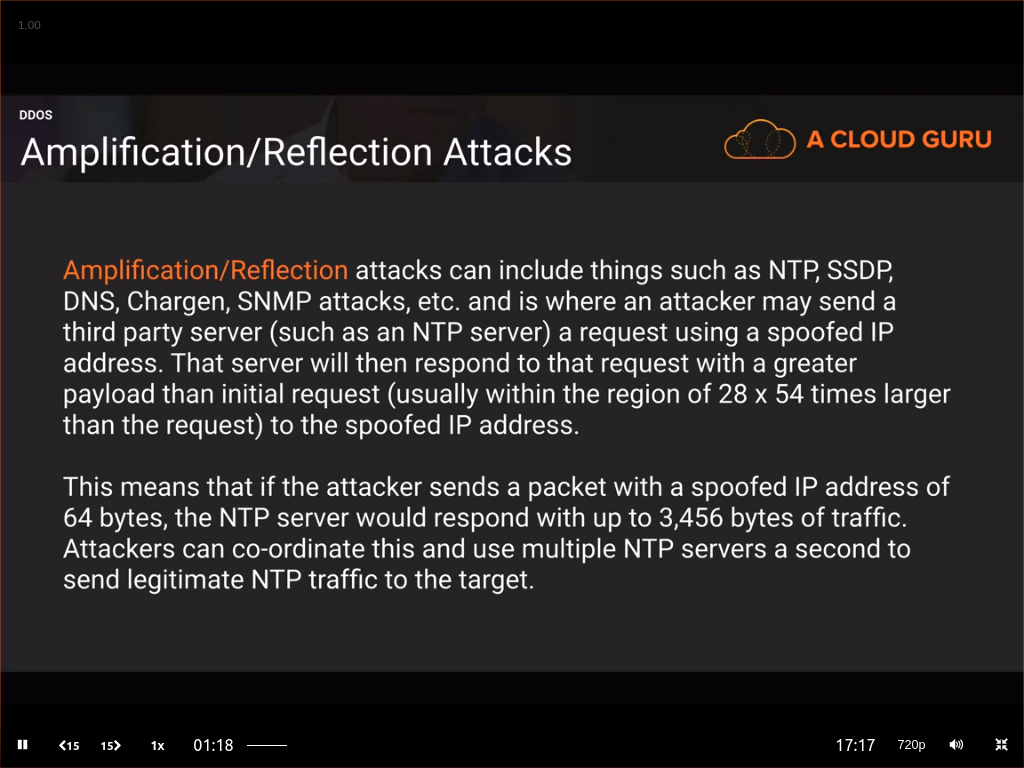 1.00
DDOS
Amplification/Reflection Attacks
A CLOUD GURU
Amplification/Reflection attacks can include things such as NTP, SSDP,
DNS, Chargen, SNMP attacks, etc. and is where an attacker may send a
third party server (such as an NTP server) a request using a spoofed IP
address. That server will then respond to that request with a greater
payload than initial request (usually within the region of 28 x 54 times larger
than the request) to the spoofed IP address.
This means that if the attacker sends a packet with a spoofed IP address of
64 bytes, the NTP server would respond with up to 3,456 bytes of traffic.
Attackers can co-ordinate this and use multiple NTP servers a second to
send legitimate NTP traffic to the target.
15 15 1x 01:18 17:17 720p